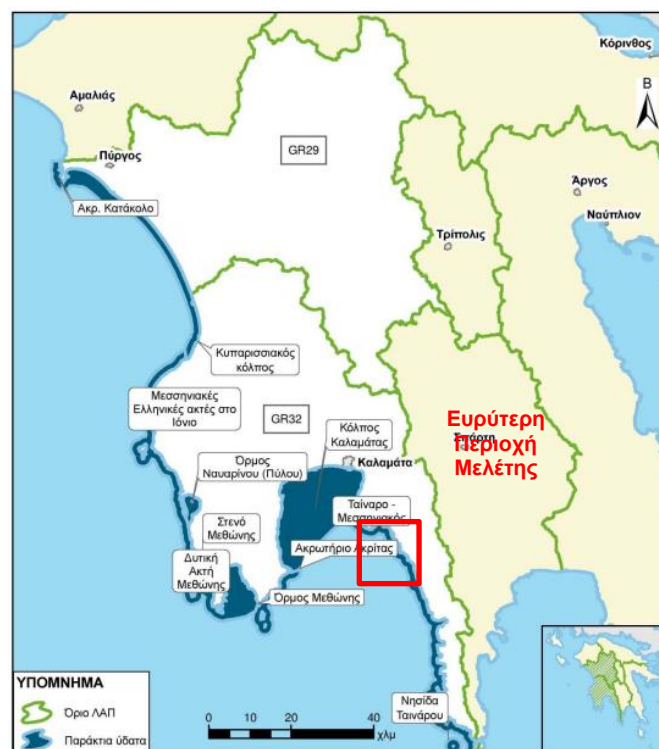 Κόρινθος
Β
Αμαλιάς
Πύργος
GR29
Άργος
Ναύπλιον
Ακρ. Κατάκολο
Τρίπολις
Κυπαρισσιακός
κόλπος
Μεσσηνιακές
Ελληνικές ακτές στο
Ιόνιο
GR32
Κόλπος
Καλαμάτας
Ευρύτερη
Σπάρτη
Περιοχή
Μελέτης
Καλαμάτα
Όρμος
Ναυαρίνου (Πύλου)
Στενό
Μεθώνης
Ταίναρο -
Μεσσηνιακός
Ακρωτήριο Ακρίτας
Δυτική
Ακτή
Μεθώνης
Όρμος Μεθώνης
Νησίδα
Ταινάρου
ΥΠΟΜΝΗΜΑ
Όριο ΛΑΠ
Παράκτια ύδατα
0 10 20 40
χλμ